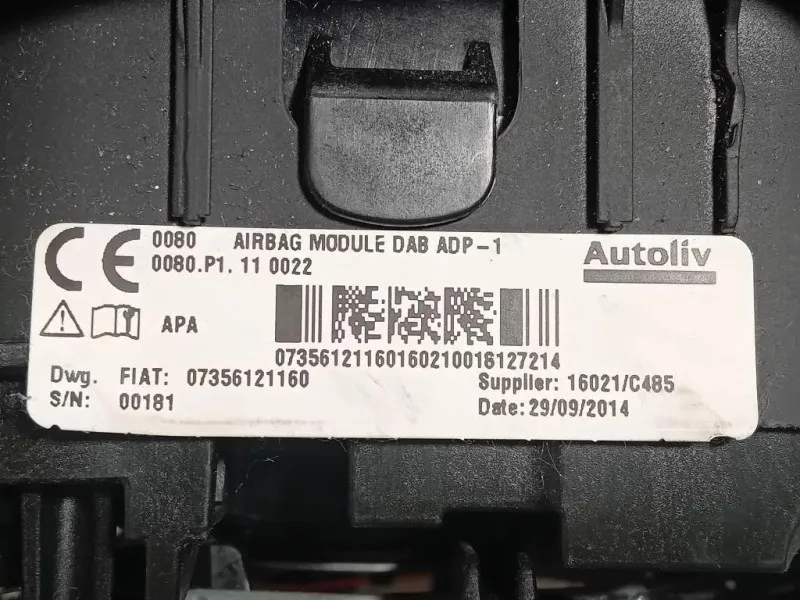 CE 0080 AIRBAG MODULE DAB ADP-1 Autoliv
0080.P1. 11 0022
APA
07356121160160210016127214
Dwg. FIAT: 07356121160 Supplier: 16021/C485
S/N: 00181 Date: 29/09/2014